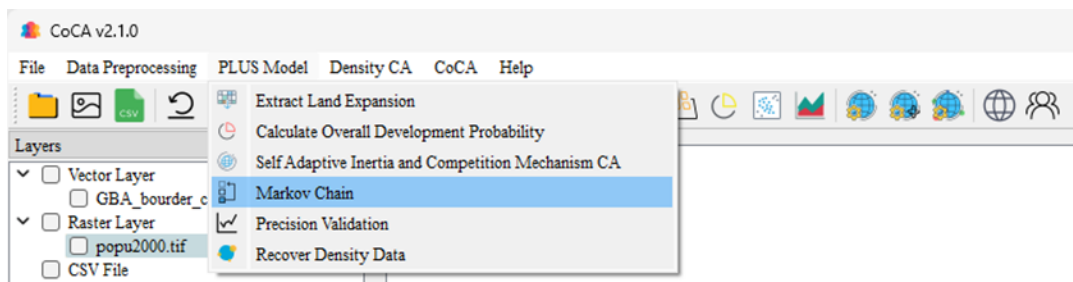 CoCA v2.1.0
File Data Preprocessing PLUS Model Density CA CoCA Help
CSV
Extract Land Expansion
Calculate Overall Development Probability
Self Adaptive Inertia and Competition Mechanism CA
Markov Chain
Precision Validation
Recover Density Data
Layers
Vector Layer
GBA_bourder_c
Raster Layer
popu2000.tif
CSV File